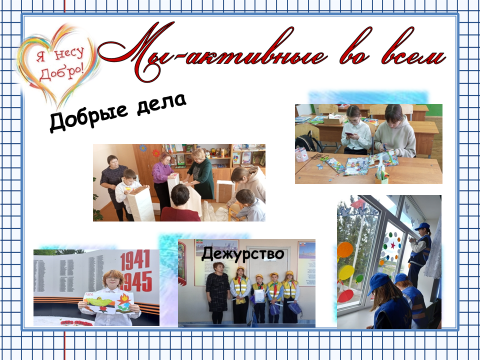 Я несу
Добро!
Мы-активные во всем
Добрые дела
1941
1945
Дежурство